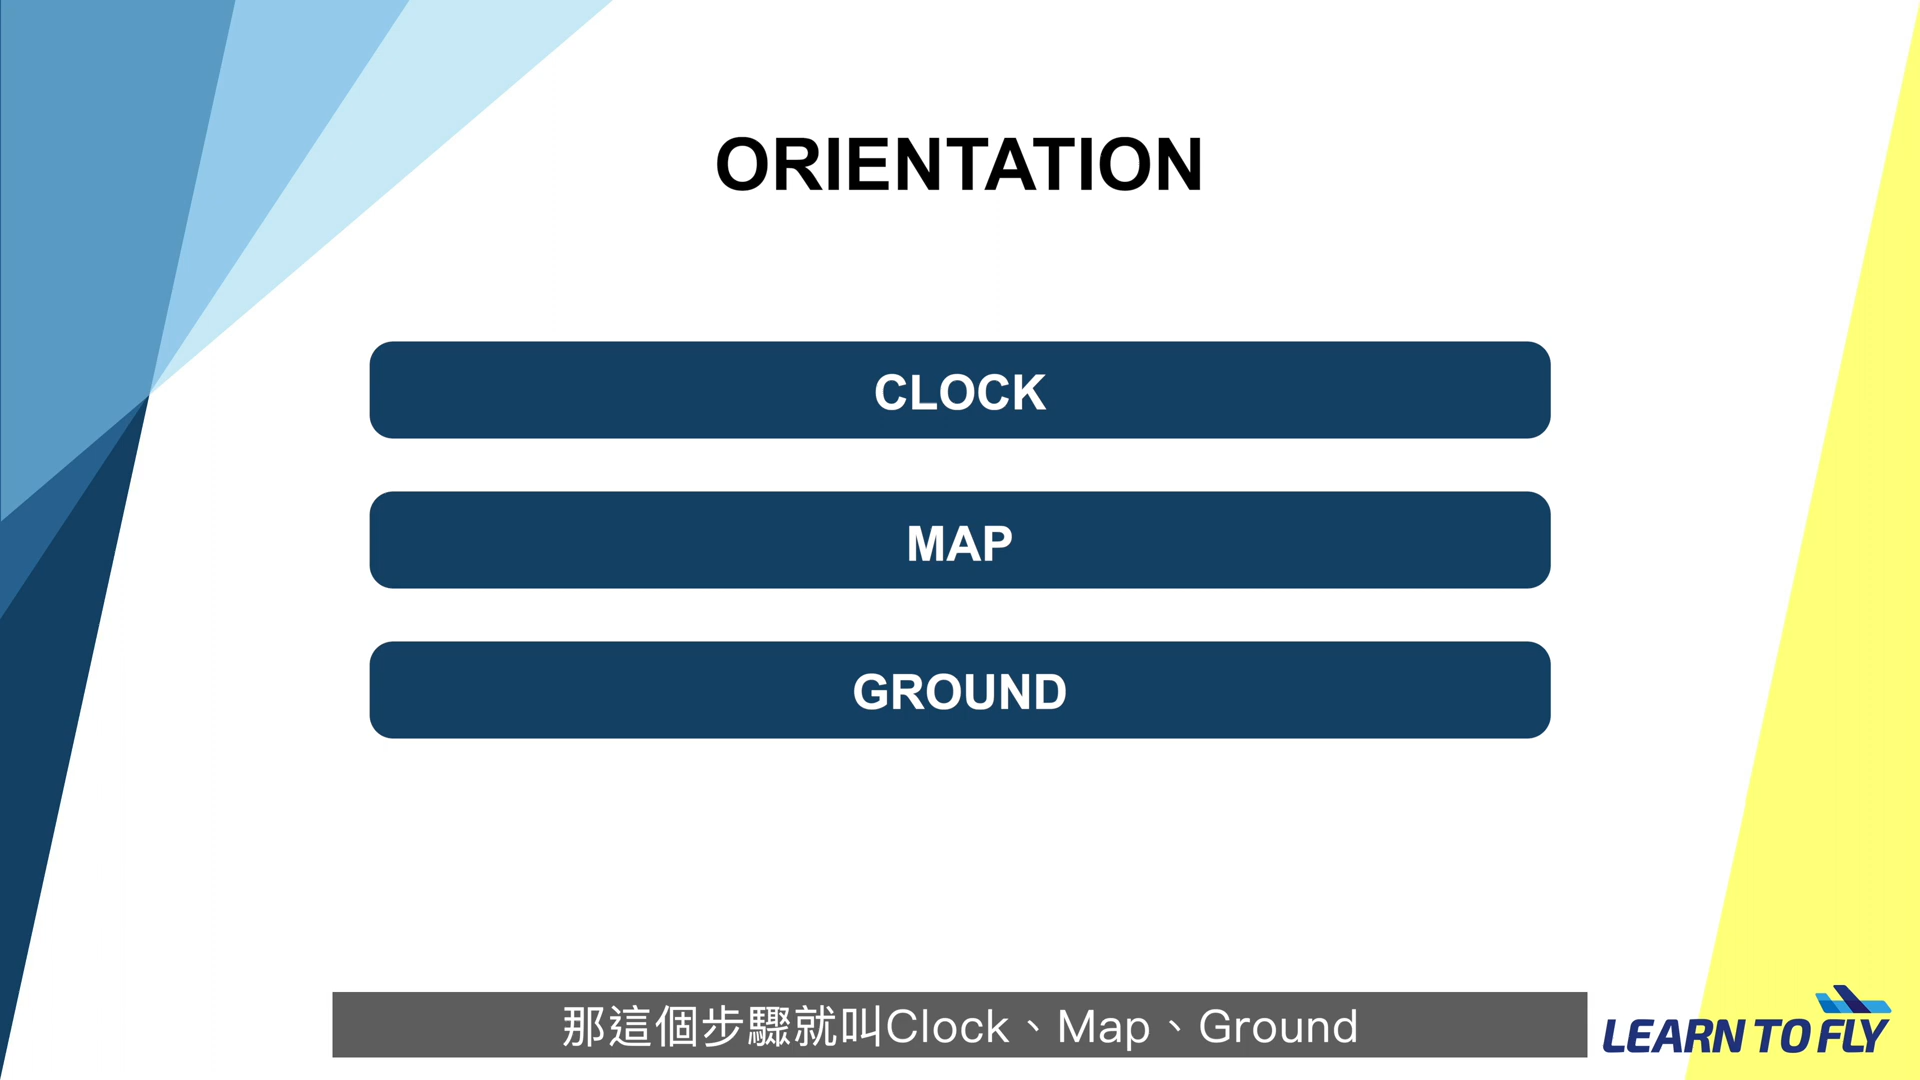 ORIENTATION
CLOCK
MAP
GROUND
那這個步驟就叫Clock、Map、Ground
LEARN TO FLY